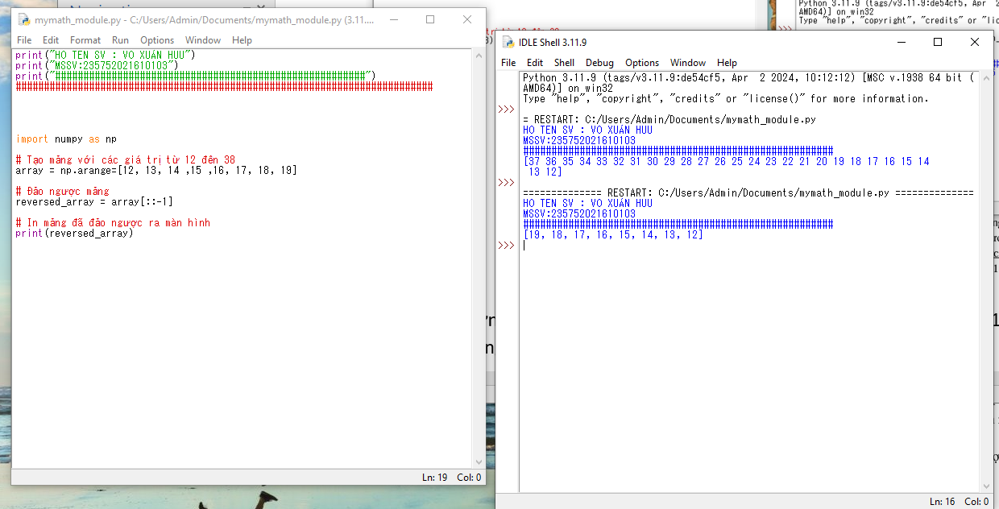 mymath_module.py - C:/Users/Admin/Documents/mymath_module.py (3.11....
File Edit Format Run Options Window Help
print("HO TEN SV : VO XUÁN HUU")
print("MSSV:235752021610103")
print("#######################################################")
##########################################################################
import numpy as np
# Tạo mảng với các giá trị từ 12 đến 38
array = np.arange=[12, 13, 14 ,15 ,16, 17, 18, 19]
# Đảo ngược mảng
reversed_array = array[::-1]
# In mảng đã đảo ngược ra màn hình
print(reversed_array)
Ln: 19 Col: 0
Python 3.11.9 (tags/v3.11.9:de54cf5, Apr 2
AMD64)] on win32
Type "help", "copyright", "credits" or "lic
>>>
IDLE Shell 3.11.9
File Edit Shell Debug Options Window Help
Python 3.11.9 (tags/v3.11.9:de54cf5, Apr  2 2024, 10:12:12) [MSC v.1938 64 bit (
AMD64)] on win32
Type "help", "copyright", "credits" or "license()" for more information.
>>>
= RESTART: C:/Users/Admin/Documents/mymath_module.py
HO TEN SV : VO XUÁN HUU
MSSV:235752021610103
#######################################################
[37 36 35 34 33 32 31 30 29 28 27 26 25 24 23 22 21 20 19 18 17 16 15 14
 13 12]
>>>
============== RESTART: C:/Users/Admin/Documents/mymath_module.py ==============
HO TEN SV : VO XUÁN HUU
MSSV:235752021610103
#######################################################
[19, 18, 17, 16, 15, 14, 13, 12]
>>>
Ln: 16 Col: 0